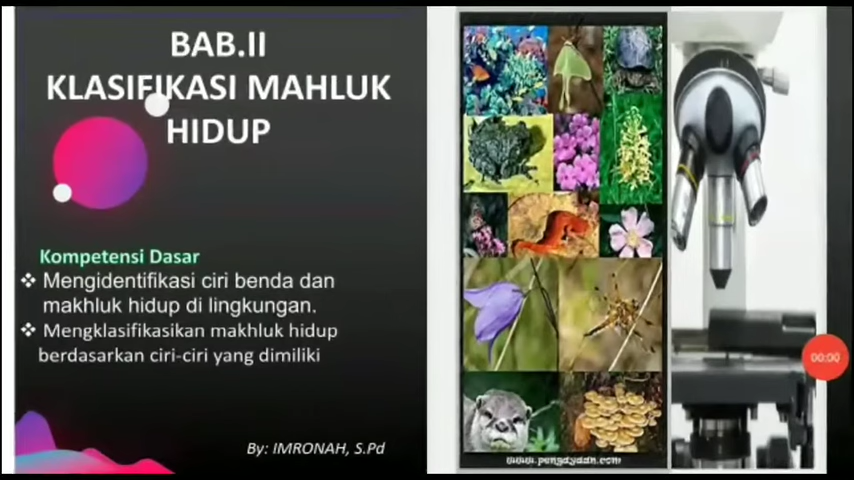 BAB.II
KLASIFIKASI MAHLUK
HIDUP
Kompetensi Dasar
❖ Mengidentifikasi ciri benda dan
makhluk hidup di lingkungan.
❖ Mengklasifikasikan makhluk hidup
berdasarkan ciri-ciri yang dimiliki
By: IMRONAH, S.Pd
00:00